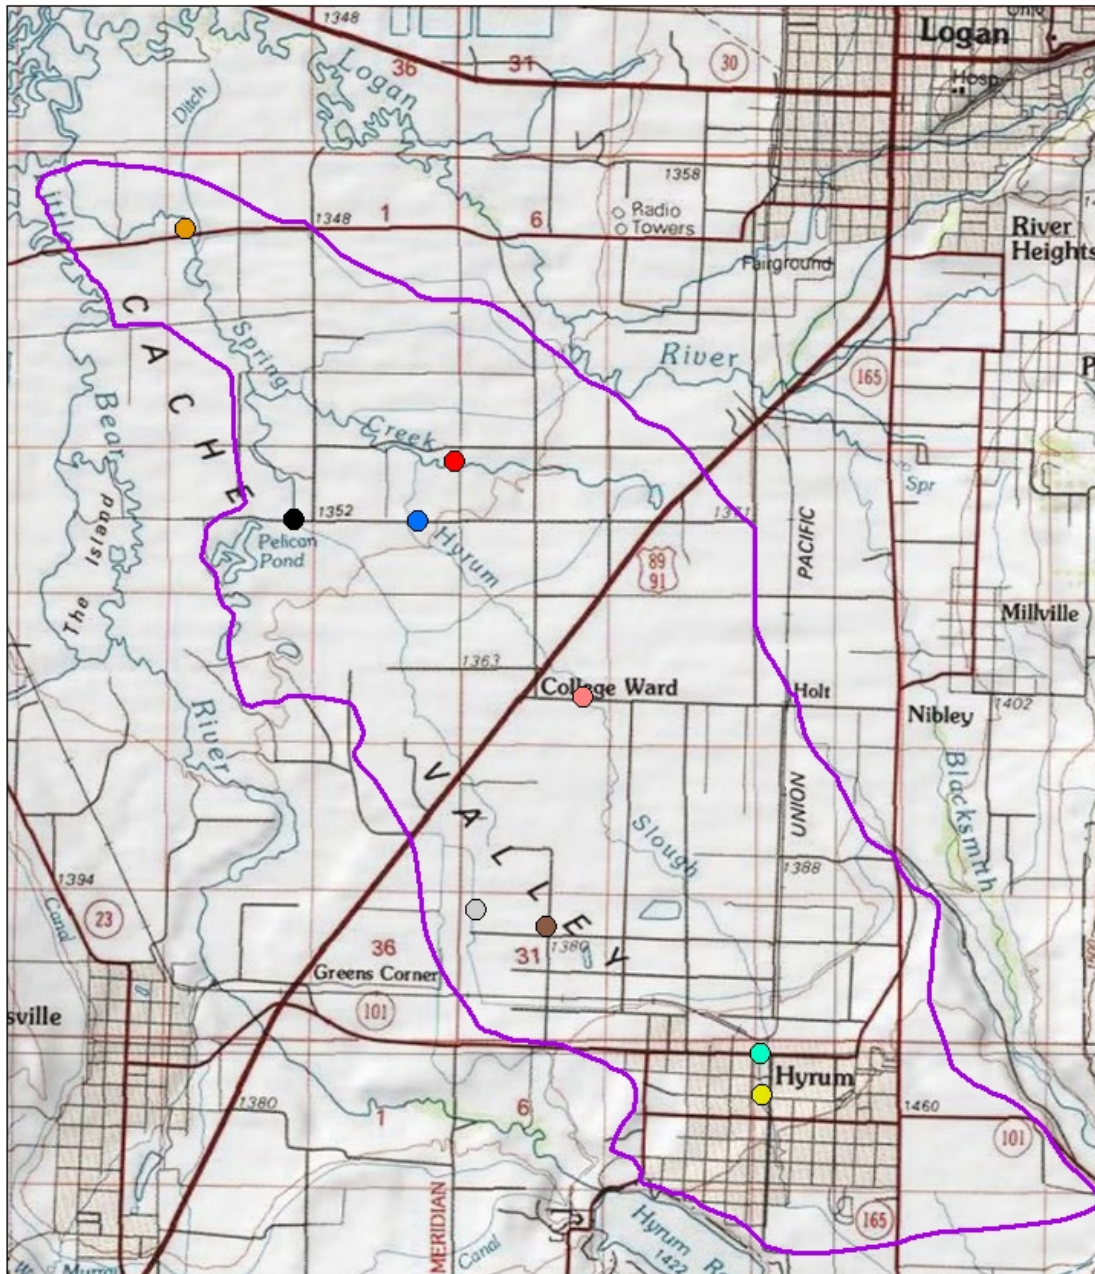 1348
Logan
30
36
31
Hosp
Ditch
Logan
1358
Little
1348
1
6
Radio
Towers
River
Heights
Fairground
C A C H E
Spring
River
165
Bear
Creek
Spr
1352
1371
PACIFIC
Pelican
Pond
Hyrum
89
91
The Island
Millville
1363
College Ward
Holt
1402
Nibley
River
V A L L E Y
UNION
Blacksmith
Slough
1388
1394
Canal
23
36
31
1380
Greens Corner
101
sville
Hyrum
1380
1
6
1460
101
MERIDIAN
Canal
Hyrum
1422
165